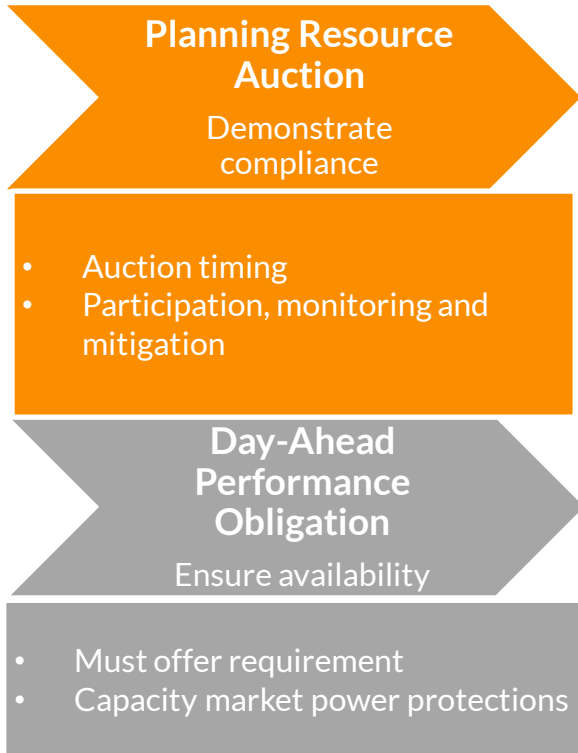 Planning Resource
Auction
Demonstrate
compliance
• Auction timing
• Participation, monitoring and
mitigation
Day-Ahead
Performance
Obligation
Ensure availability
• Must offer requirement
• Capacity market power protections